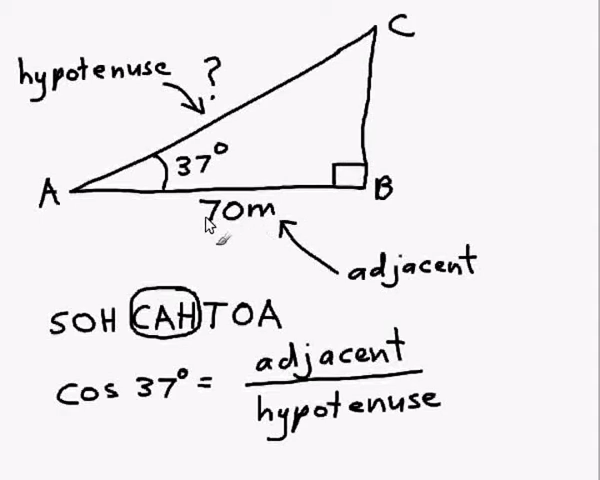 C
hypotenuse ?
37°
A
B
70m
adjacent
SOH CAH TOA
cos 37° = adjacent
hypotenuse